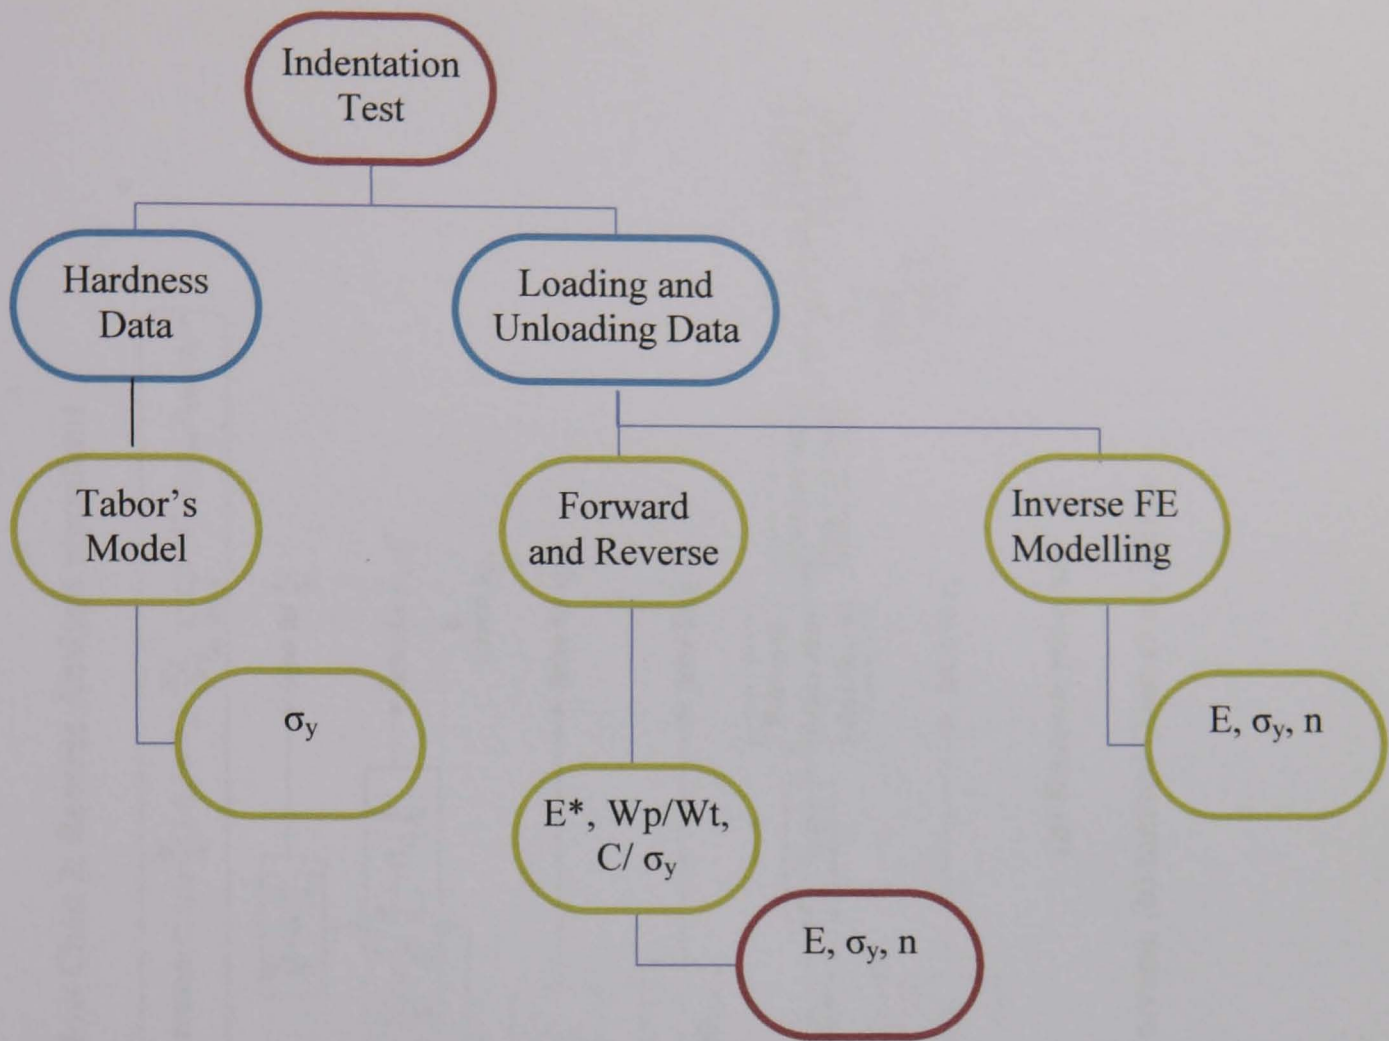 Indentation
Test
Hardness
Data
Loading and
Unloading Data
Tabor’s
Model
Forward
and Reverse
Inverse FE
Modelling
σy
E*, Wp/Wt,
C/ σy
E, σy, n
E, σy, n